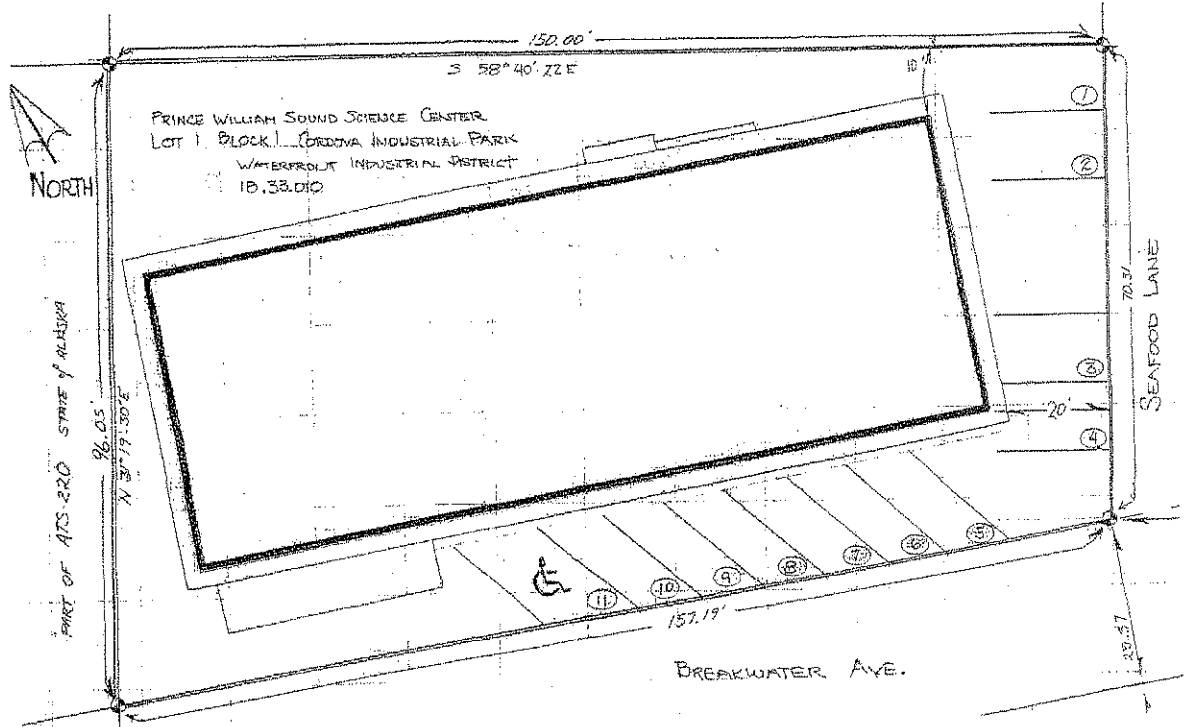 150.00'
S 58°40'.22 E
10'
PRINCE WILLIAM SOUND SCIENCE CENTER
LOT 1 BLOCK 1 CORDOVA INDUSTRIAL PARK
WATERFRONT INDUSTRIAL DISTRICT
18.33.010
NORTH
1
2
3
4
20'
70.31
SEAFOOD LANE
PART OF ATS-220 STATE of ALASKA
96.05'
N 31°19'.30"E
5
6
7
8
9
10
11
157.19'
BREAKWATER AVE.